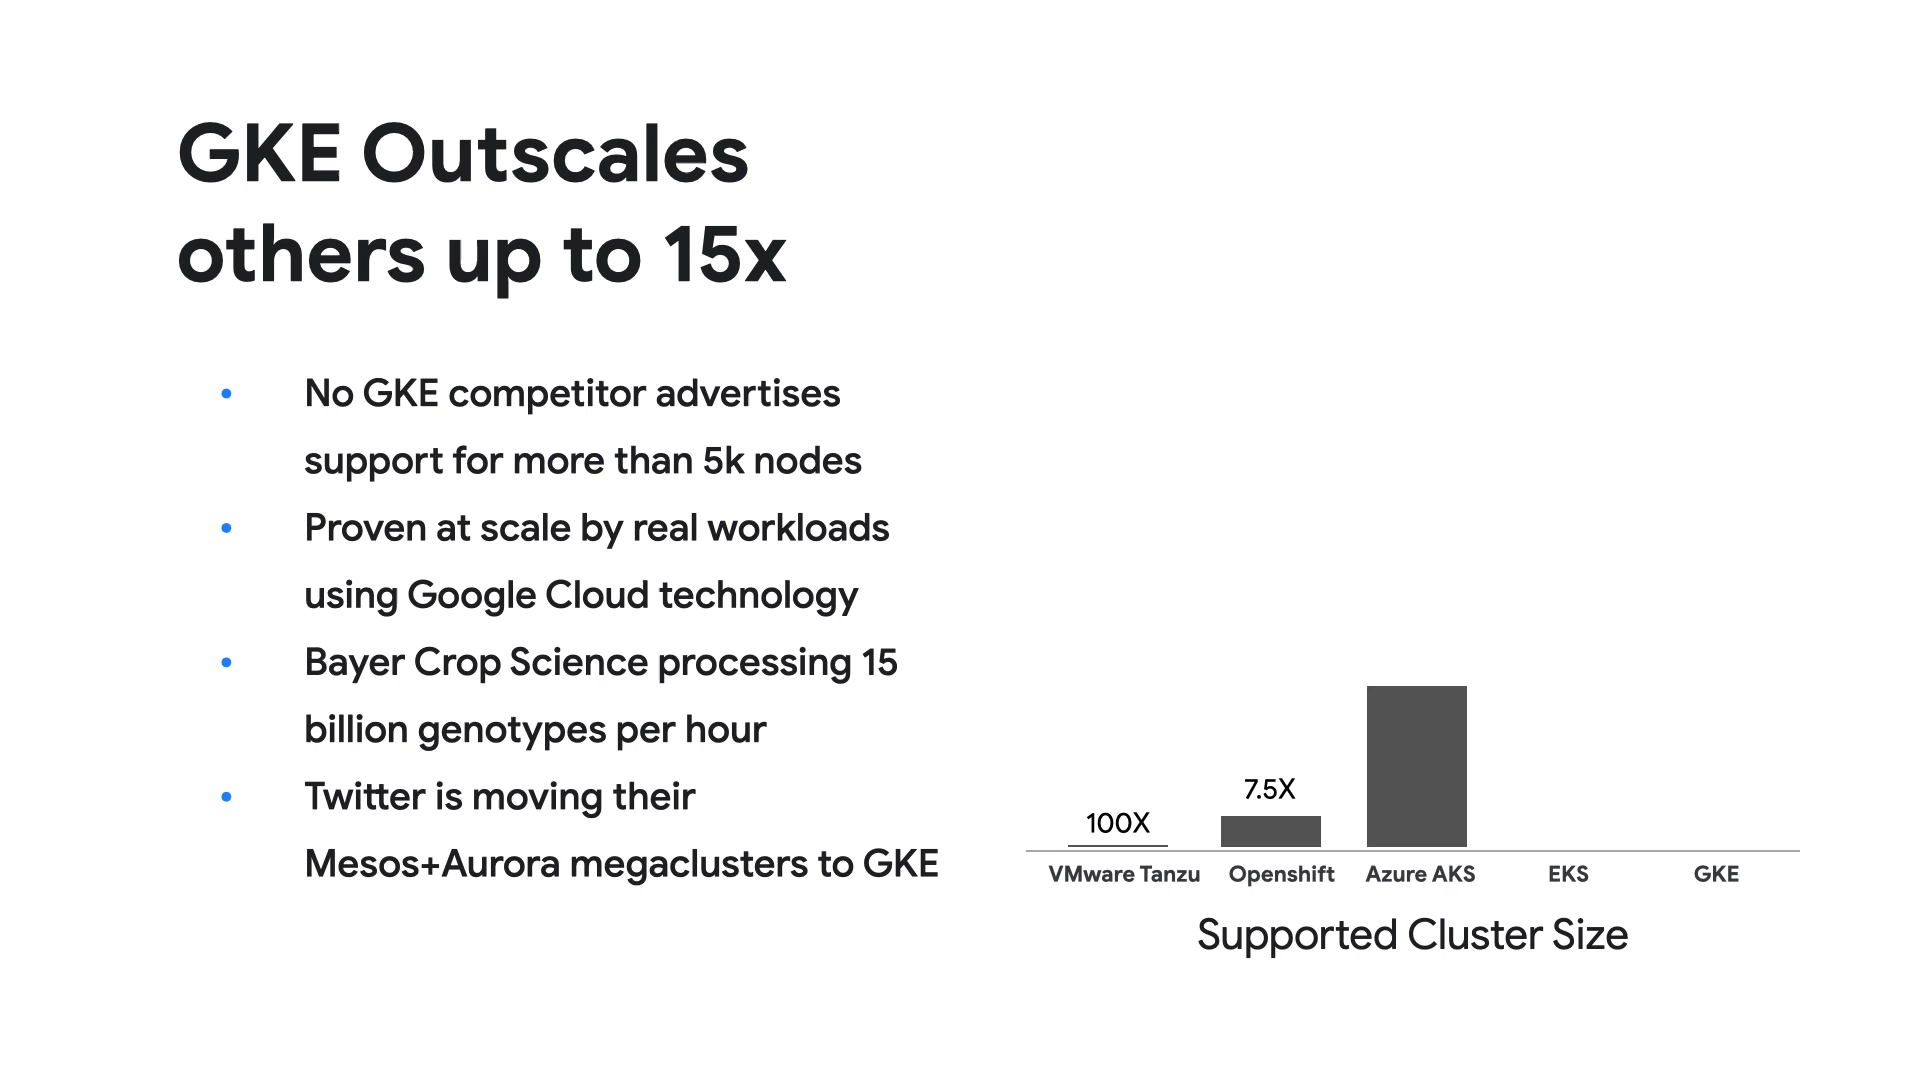 GKE Outscales
others up to 15x
• No GKE competitor advertises
support for more than 5k nodes
• Proven at scale by real workloads
using Google Cloud technology
• Bayer Crop Science processing 15
billion genotypes per hour
• Twitter is moving their
Mesos+Aurora megaclusters to GKE
100X
7.5X
VMware Tanzu Openshift Azure AKS EKS GKE
Supported Cluster Size